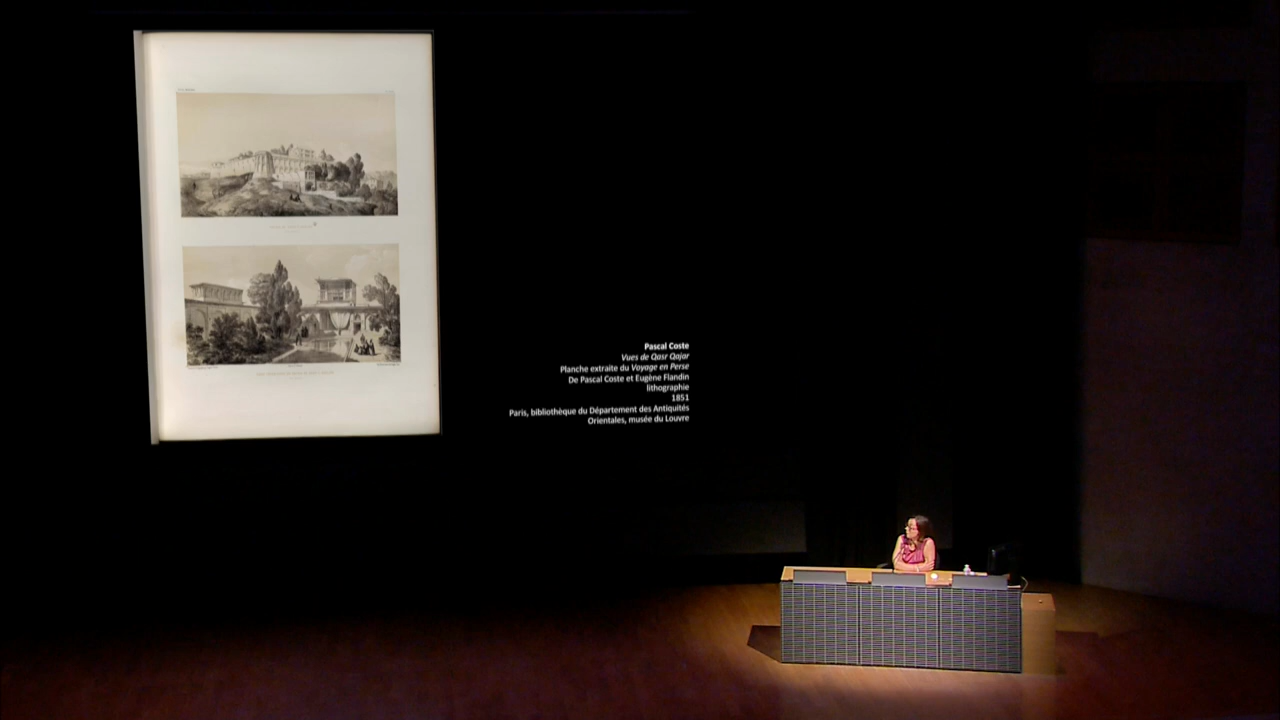 Pascal Coste
Vues de Qasr Qajar
Planche extraite du Voyage en Perse
De Pascal Coste et Eugène Flandin
lithographie
1851
Paris, bibliothèque du Département des Antiquités
Orientales, musée du Louvre